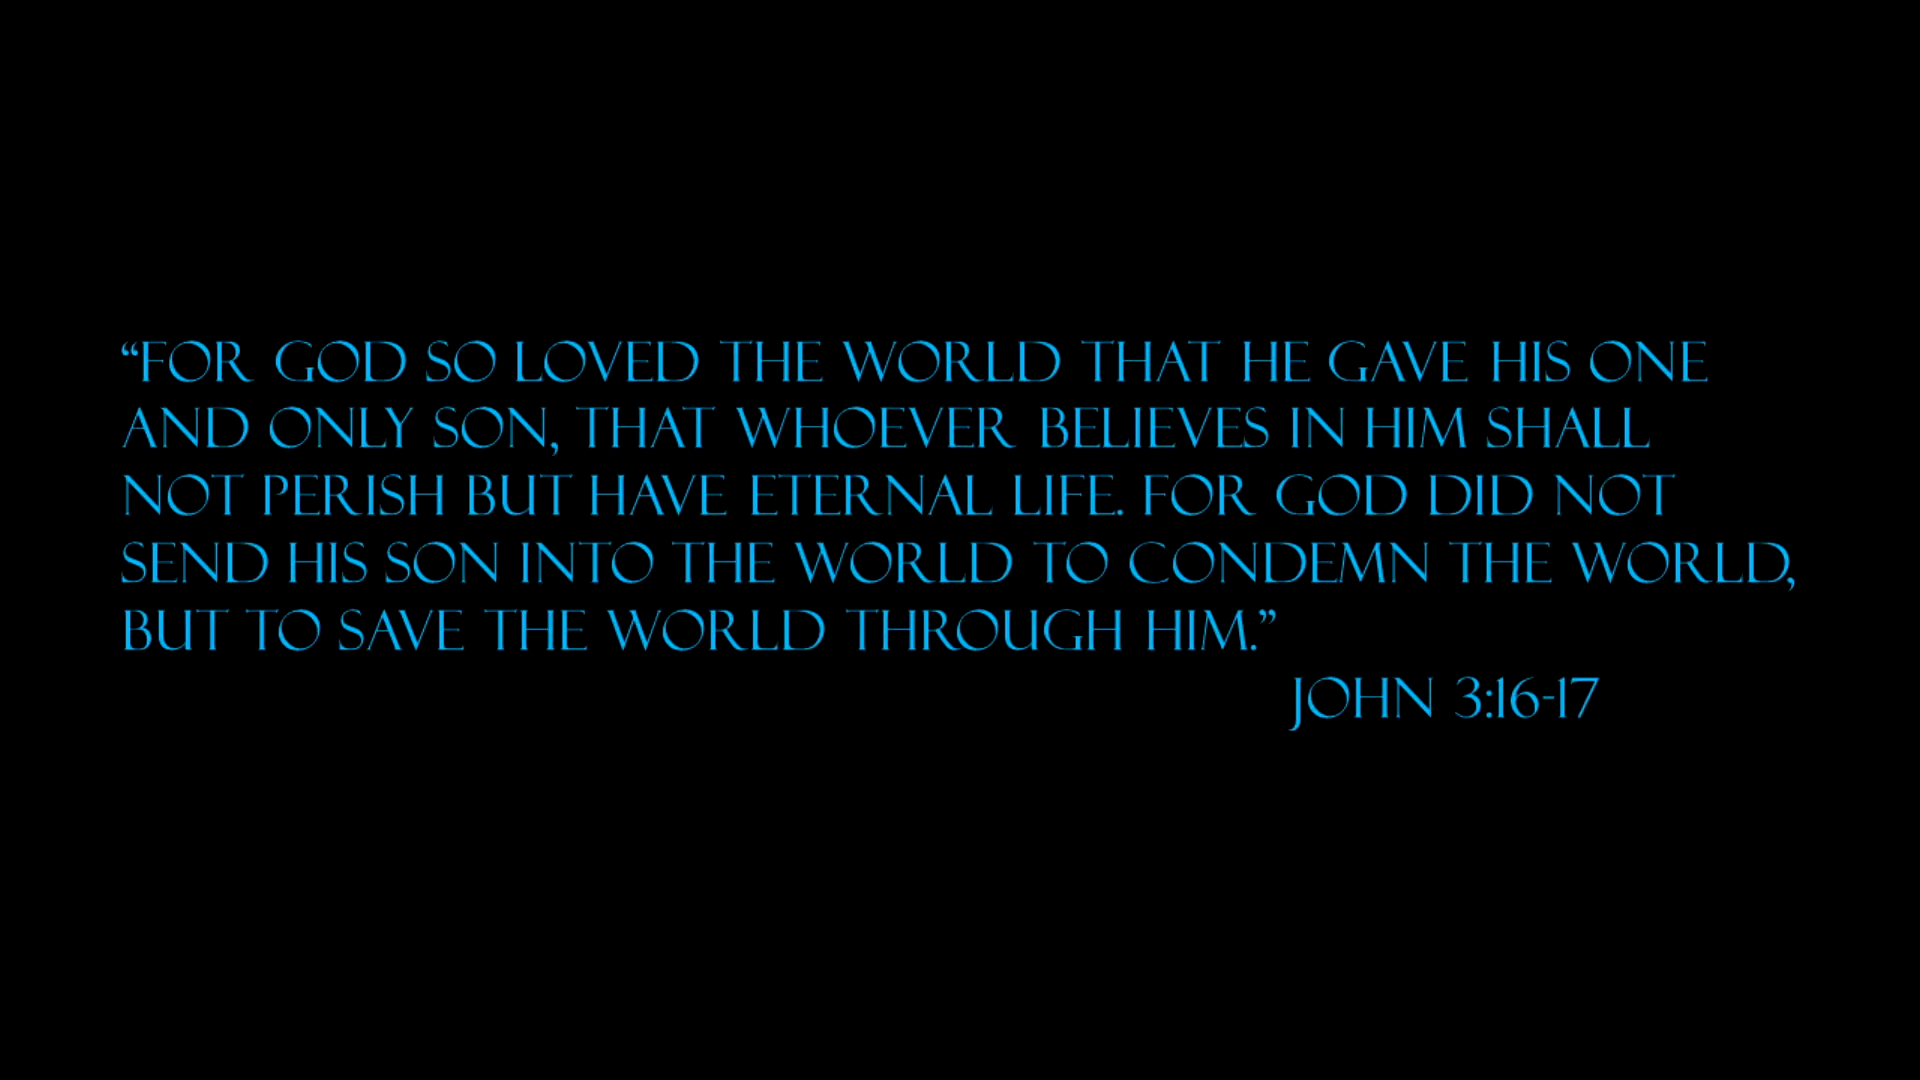 “FOR GOD SO LOVED THE WORLD THAT HE GAVE HIS ONE
AND ONLY SON, THAT WHOEVER BELIEVES IN HIM SHALL
NOT PERISH BUT HAVE ETERNAL LIFE. FOR GOD DID NOT
SEND HIS SON INTO THE WORLD TO CONDEMN THE WORLD,
BUT TO SAVE THE WORLD THROUGH HIM.”
JOHN 3:16-17